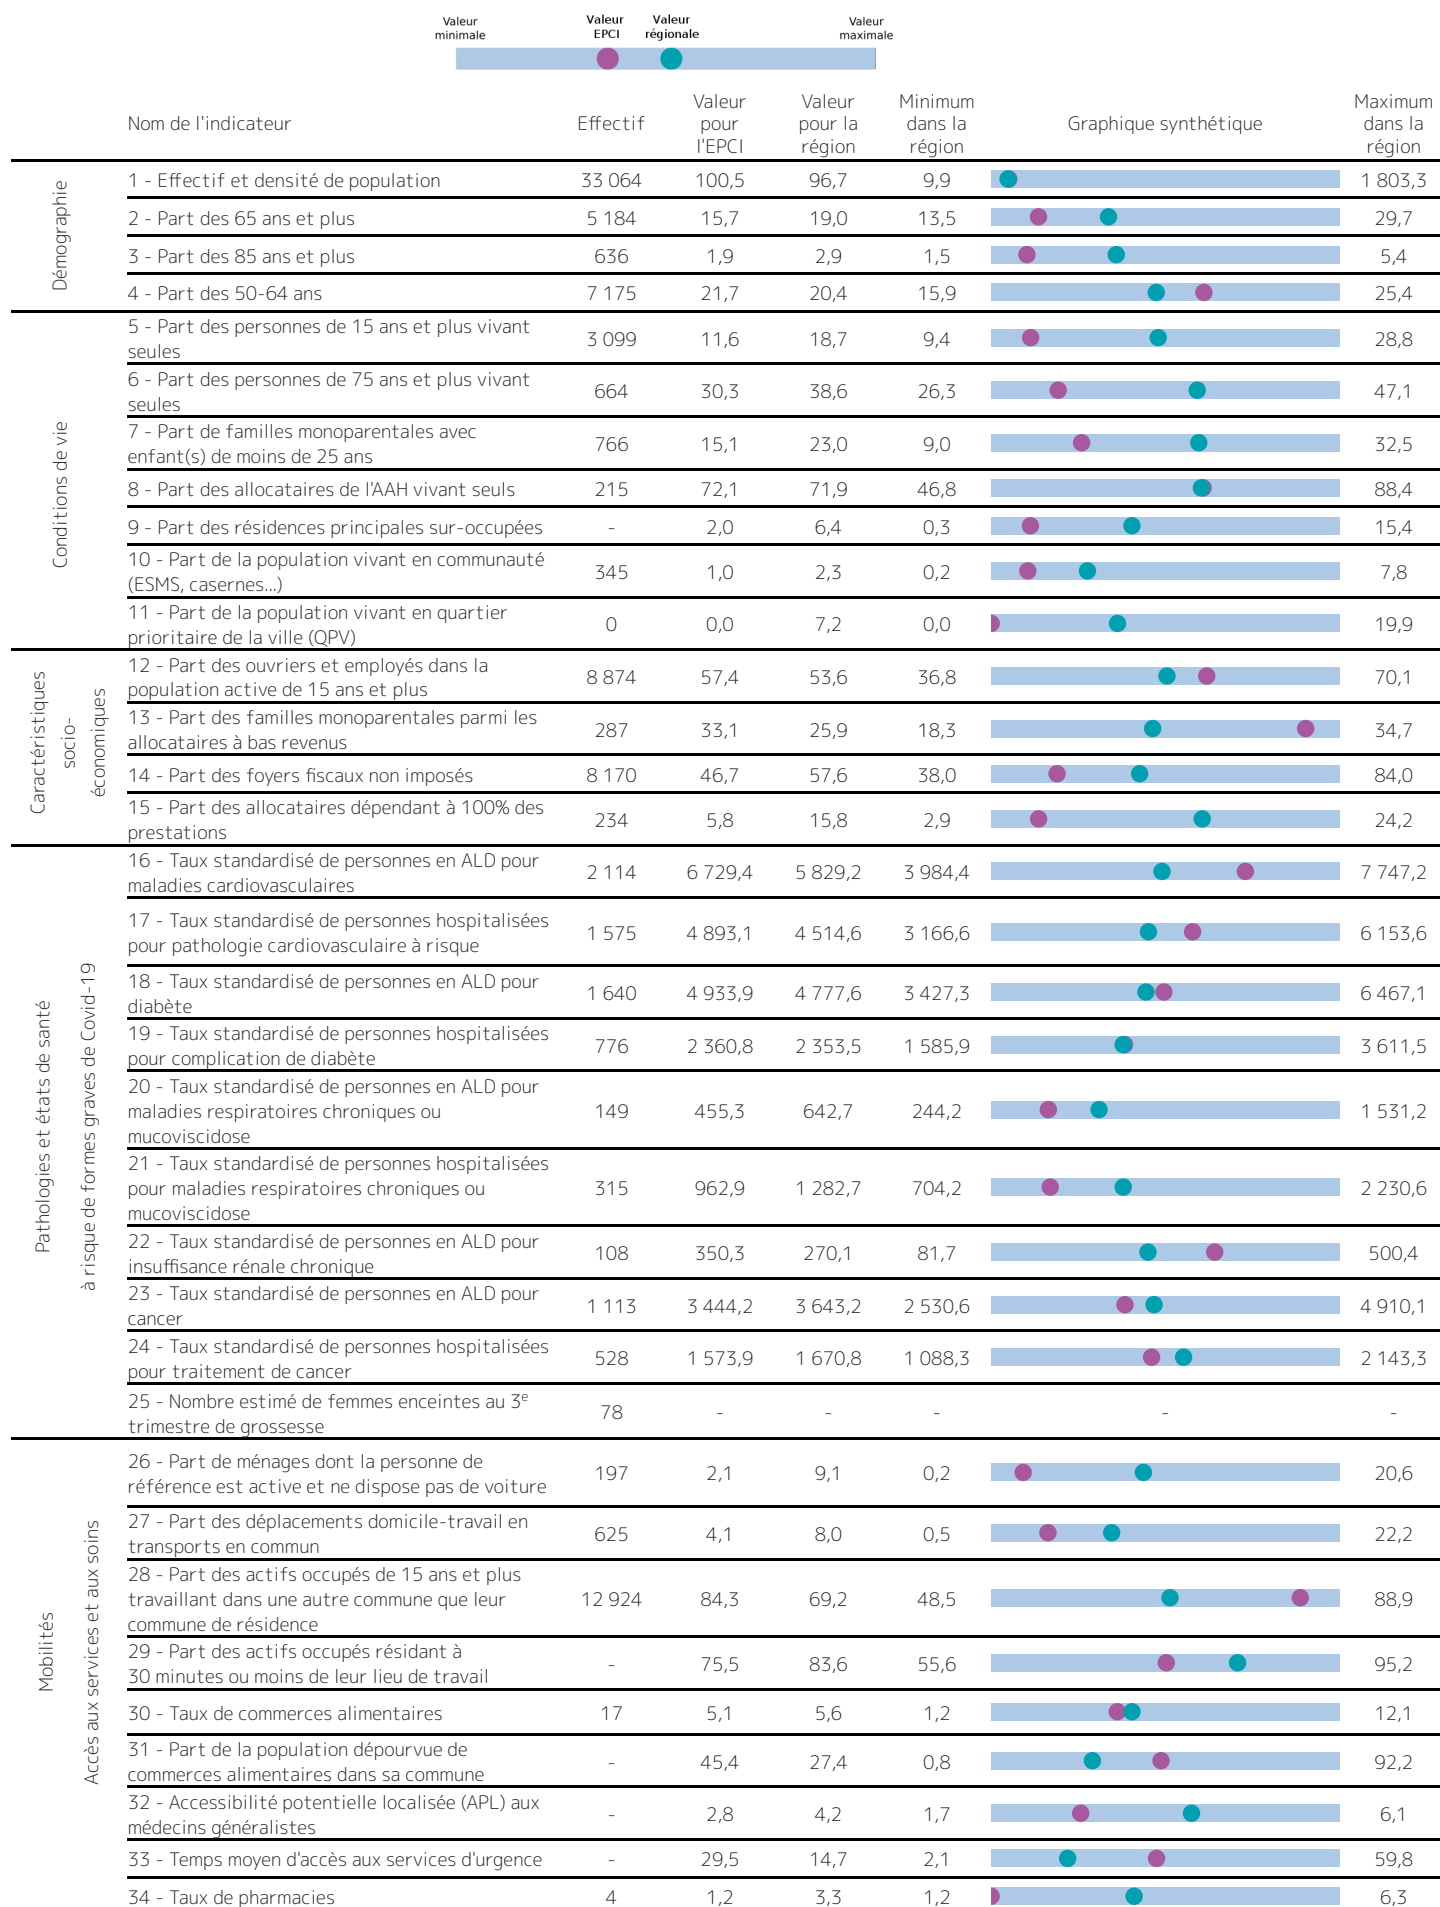 Valeur minimale
Valeur EPCI
Valeur régionale
Valeur maximale
Nom de l'indicateur
Effectif
Valeur pour l'EPCI
Valeur pour la région
Minimum dans la région
Graphique synthétique
Maximum dans la région
Démographie
1 - Effectif et densité de population 33 064 100,5 96,7 9,9 1 803,3
2 - Part des 65 ans et plus 5 184 15,7 19,0 13,5 29,7
3 - Part des 85 ans et plus 636 1,9 2,9 1,5 5,4
4 - Part des 50-64 ans 7 175 21,7 20,4 15,9 25,4
Conditions de vie
5 - Part des personnes de 15 ans et plus vivant
seules 3 099 11,6 18,7 9,4 28,8
6 - Part des personnes de 75 ans et plus vivant
seules 664 30,3 38,6 26,3 47,1
7 - Part de familles monoparentales avec
enfant(s) de moins de 25 ans 766 15,1 23,0 9,0 32,5
8 - Part des allocataires de l'AAH vivant seuls 215 72,1 71,9 46,8 88,4
9 - Part des résidences principales sur-occupées - 2,0 6,4 0,3 15,4
10 - Part de la population vivant en communauté
(ESMS, casernes...) 345 1,0 2,3 0,2 7,8
11 - Part de la population vivant en quartier
prioritaire de la ville (QPV) 0 0,0 7,2 0,0 19,9
Caractéristiques
socio-
économiques
12 - Part des ouvriers et employés dans la
population active de 15 ans et plus 8 874 57,4 53,6 36,8 70,1
13 - Part des familles monoparentales parmi les
allocataires à bas revenus 287 33,1 25,9 18,3 34,7
14 - Part des foyers fiscaux non imposés 8 170 46,7 57,6 38,0 84,0
15 - Part des allocataires dépendant à 100% des
prestations 234 5,8 15,8 2,9 24,2
Pathologies et états de santé
à risque de formes graves de Covid-19
16 - Taux standardisé de personnes en ALD pour
maladies cardiovasculaires 2 114 6 729,4 5 829,2 3 984,4 7 747,2
17 - Taux standardisé de personnes hospitalisées
pour pathologie cardiovasculaire à risque 1 575 4 893,1 4 514,6 3 166,6 6 153,6
18 - Taux standardisé de personnes en ALD pour
diabète 1 640 4 933,9 4 777,6 3 427,3 6 467,1
19 - Taux standardisé de personnes hospitalisées
pour complication de diabète 776 2 360,8 2 353,5 1 585,9 3 611,5
20 - Taux standardisé de personnes en ALD pour
maladies respiratoires chroniques ou
mucoviscidose 149 455,3 642,7 244,2 1 531,2
21 - Taux standardisé de personnes hospitalisées
pour maladies respiratoires chroniques ou
mucoviscidose 315 962,9 1 282,7 704,2 2 230,6
22 - Taux standardisé de personnes en ALD pour
insuffisance rénale chronique 108 350,3 270,1 81,7 500,4
23 - Taux standardisé de personnes en ALD pour
cancer 1 113 3 444,2 3 643,2 2 530,6 4 910,1
24 - Taux standardisé de personnes hospitalisées
pour traitement de cancer 528 1 573,9 1 670,8 1 088,3 2 143,3
25 - Nombre estimé de femmes enceintes au 3e
trimestre de grossesse 78 - - - - -
Mobilités
Accès aux services et aux soins
26 - Part de ménages dont la personne de
référence est active et ne dispose pas de voiture 197 2,1 9,1 0,2 20,6
27 - Part des déplacements domicile-travail en
transports en commun 625 4,1 8,0 0,5 22,2
28 - Part des actifs occupés de 15 ans et plus
travaillant dans une autre commune que leur
commune de résidence 12 924 84,3 69,2 48,5 88,9
29 - Part des actifs occupés résidant à
30 minutes ou moins de leur lieu de travail - 75,5 83,6 55,6 95,2
30 - Taux de commerces alimentaires 17 5,1 5,6 1,2 12,1
31 - Part de la population dépourvue de
commerces alimentaires dans sa commune - 45,4 27,4 0,8 92,2
32 - Accessibilité potentielle localisée (APL) aux
médecins généralistes - 2,8 4,2 1,7 6,1
33 - Temps moyen d'accès aux services d'urgence - 29,5 14,7 2,1 59,8
34 - Taux de pharmacies 4 1,2 3,3 1,2 6,3